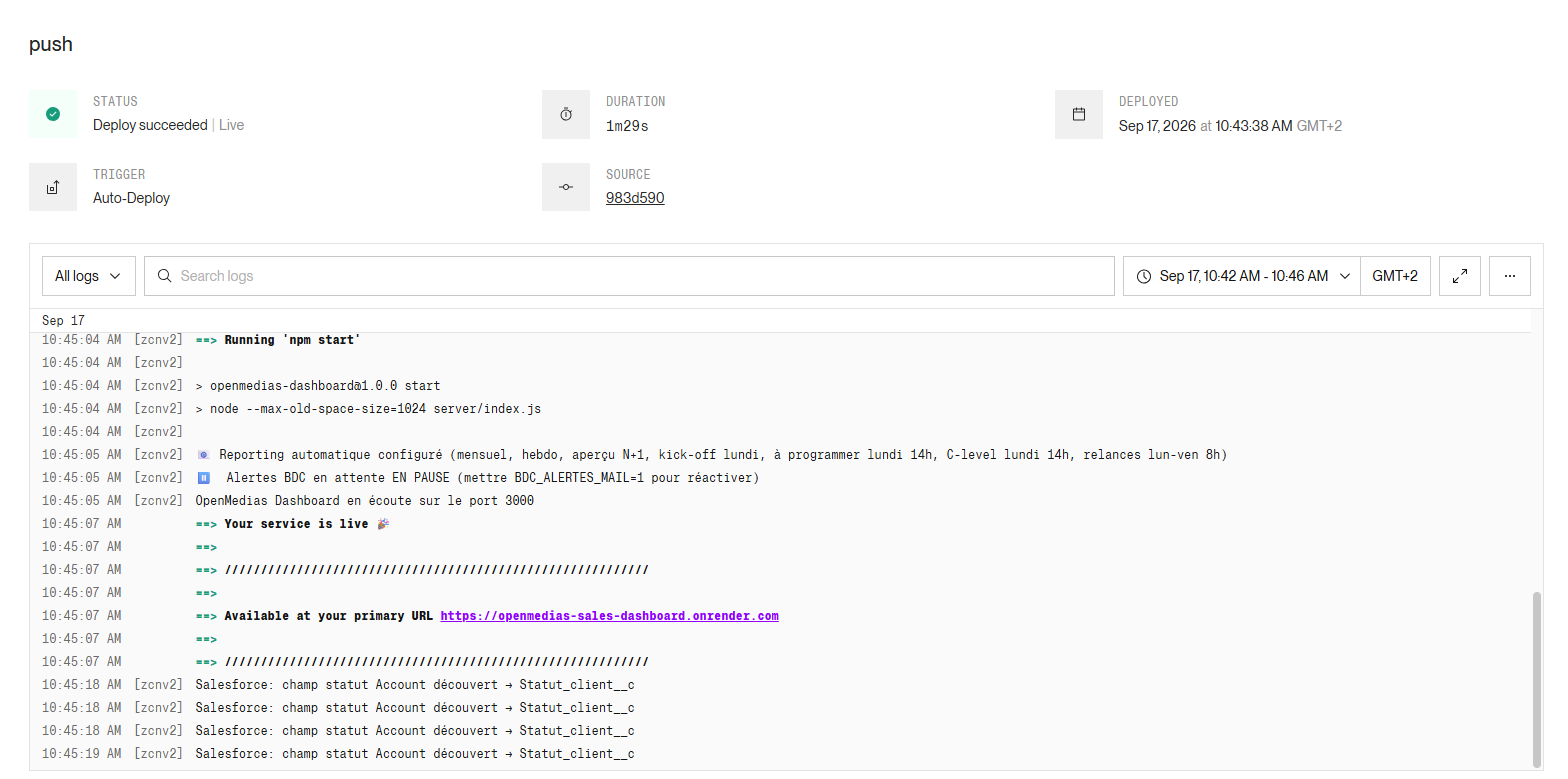 push
STATUS
Deploy succeeded | Live
DURATION
1m29s
DEPLOYED
Sep 17, 2026 at 10:43:38 AM GMT+2
TRIGGER
Auto-Deploy
SOURCE
983d590
All logs
Search logs
Sep 17, 10:42 AM - 10:46 AM
GMT+2
Sep 17
10:45:04 AM [zcnv2] ==> Running 'npm start'
10:45:04 AM [zcnv2]
10:45:04 AM [zcnv2] > openmedias-dashboard@1.0.0 start
10:45:04 AM [zcnv2] > node --max-old-space-size=1024 server/index.js
10:45:04 AM [zcnv2]
10:45:05 AM [zcnv2] 📧 Reporting automatique configuré (mensuel, hebdo, aperçu N+1, kick-off lundi, à programmer lundi 14h, C-level lundi 14h, relances lun-ven 8h)
10:45:05 AM [zcnv2] ⏸️ Alertes BDC en attente EN PAUSE (mettre BDC_ALERTES_MAIL=1 pour réactiver)
10:45:05 AM [zcnv2] OpenMedias Dashboard en écoute sur le port 3000
10:45:07 AM ==> Your service is live 🎉
10:45:07 AM ==>
10:45:07 AM ==> ///////////////////////////////////////////////////////////
10:45:07 AM ==>
10:45:07 AM ==> Available at your primary URL https://openmedias-sales-dashboard.onrender.com
10:45:07 AM ==>
10:45:07 AM ==> ///////////////////////////////////////////////////////////
10:45:18 AM [zcnv2] Salesforce: champ statut Account découvert → Statut_client__c
10:45:18 AM [zcnv2] Salesforce: champ statut Account découvert → Statut_client__c
10:45:18 AM [zcnv2] Salesforce: champ statut Account découvert → Statut_client__c
10:45:19 AM [zcnv2] Salesforce: champ statut Account découvert → Statut_client__c